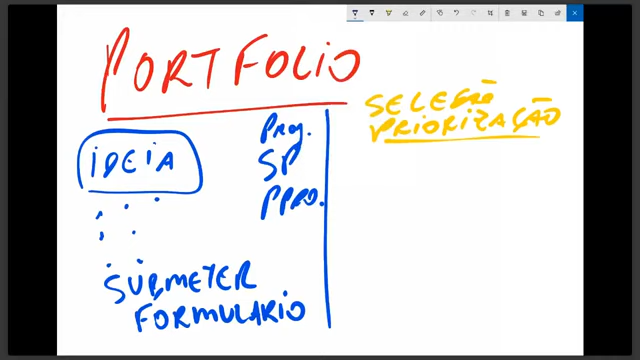 PORTFOLIO
IDEIA
PROJ.
SP
PPRO.
SUBMETER
FORMULARIO
SELEÇÃO
PRIORIZAÇÃO